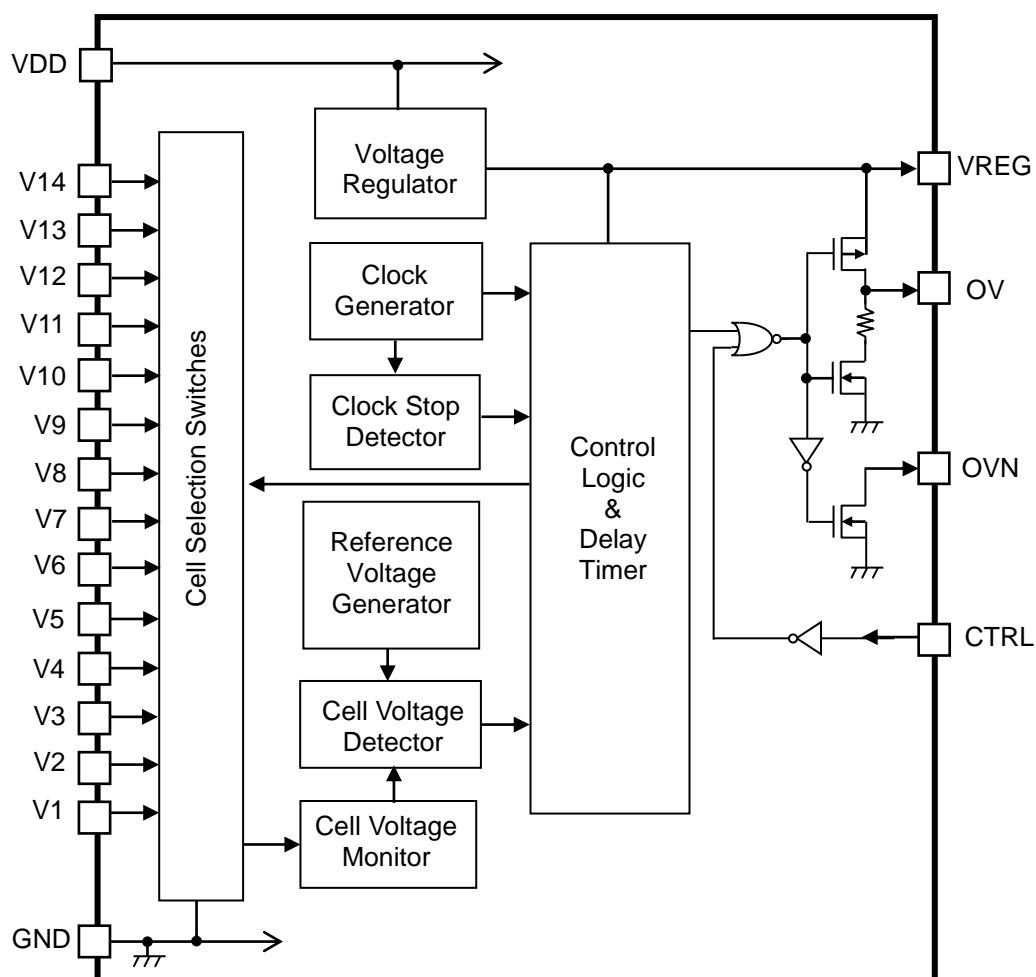 VDD
Voltage
Regulator
VREG
V14
V13
V12
V11
V10
V9
V8
V7
V6
V5
V4
V3
V2
V1
GND
Cell Selection Switches
Clock
Generator
Clock Stop
Detector
Reference
Voltage
Generator
Cell Voltage
Detector
Cell Voltage
Monitor
Control
Logic
&
Delay
Timer
OV
OVN
CTRL